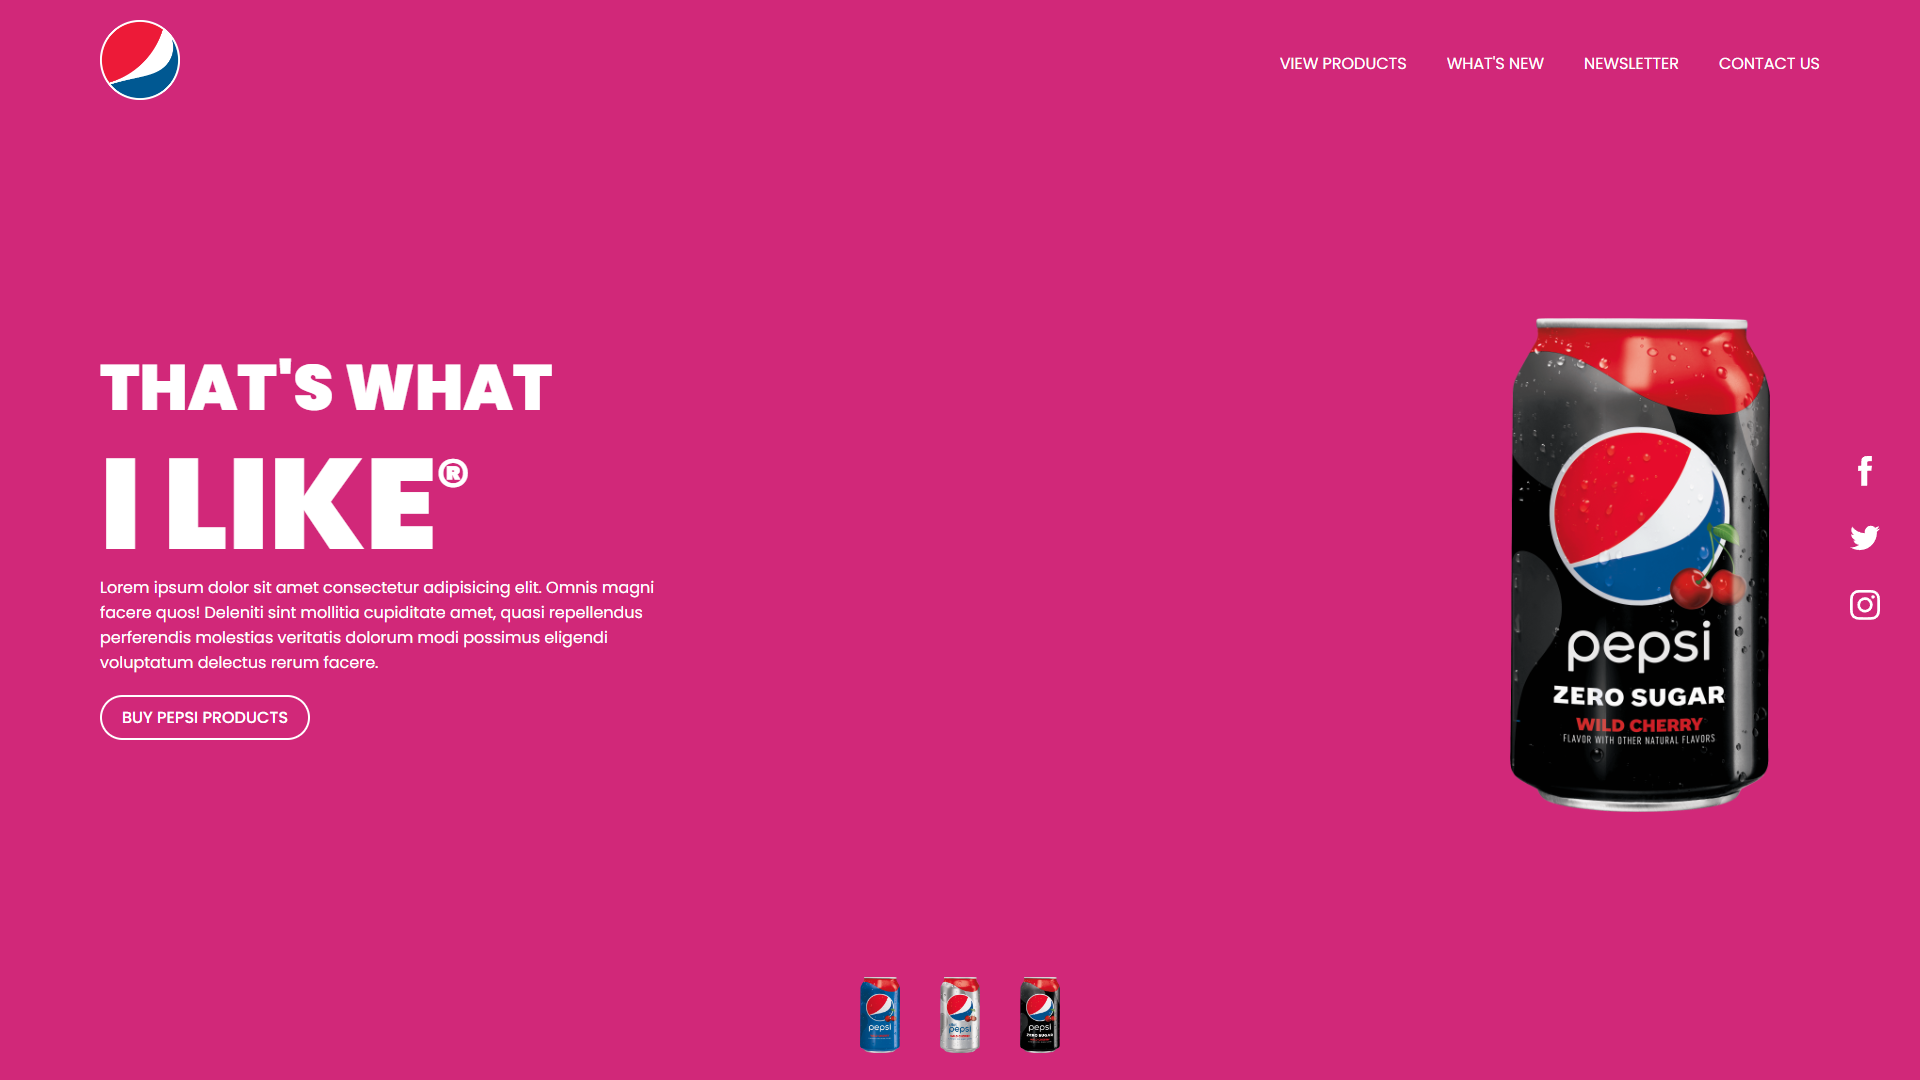 VIEW PRODUCTS WHAT'S NEW NEWSLETTER CONTACT US
THAT'S WHAT
I LIKE®
Lorem ipsum dolor sit amet consectetur adipisicing elit. Omnis magni
facere quos! Deleniti sint mollitia cupiditate amet, quasi repellendus
perferendis molestias veritatis dolorum modi possimus eligendi
voluptatum delectus rerum facere.
BUY PEPSI PRODUCTS
pepsi
ZERO SUGAR
WILD CHERRY
FLAVOR WITH OTHER NATURAL FLAVORS
pepsi
pepsi
pepsi
ZERO SUGAR